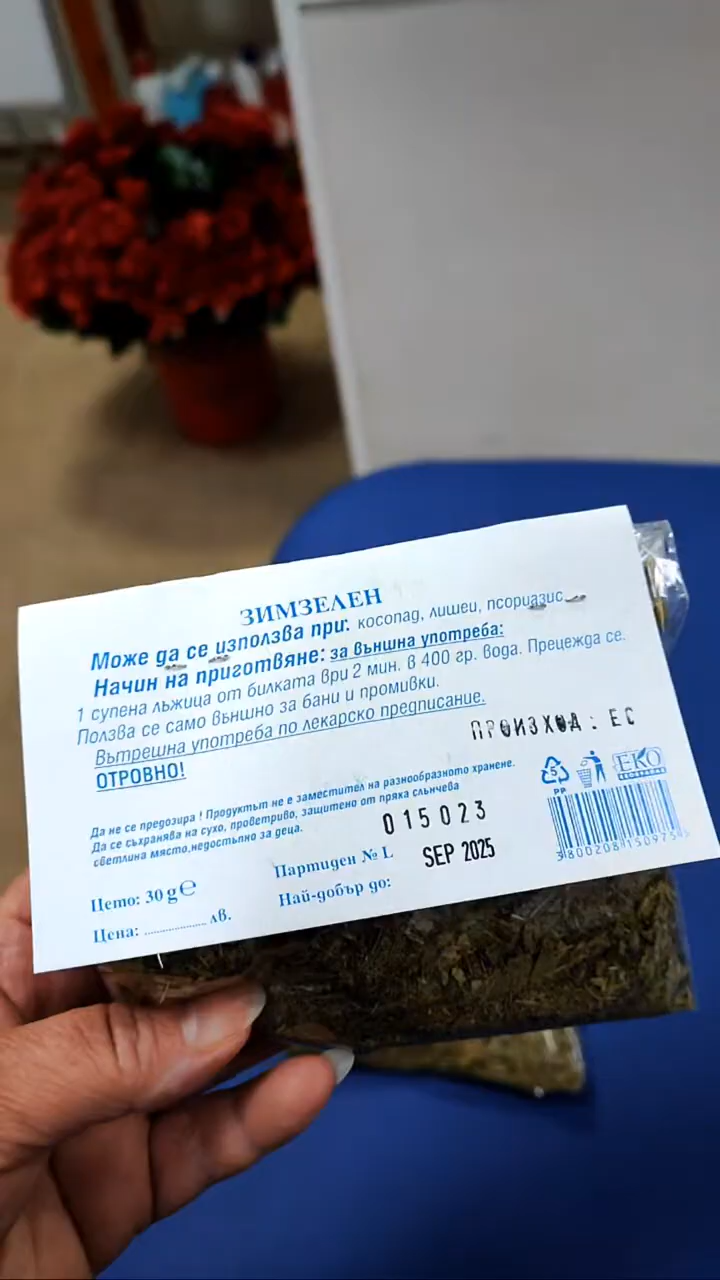 ЗИМЗЕЛЕН
Може да се използва при: косопад, лишеи, псориазис
Начин на приготвяне: за външна употреба:
1 супена лъжица от билката ври 2 мин. в 400 гр. вода. Прецежда се.
Ползва се само външно за бани и промивки.
Вътрешна употреба по лекарско предписание.
ОТРОВНО!
ПРОИЗХОД: ЕС
Да не се предозира! Продуктът не е заместител на разнообразното хранене.
Да се съхранява на сухо, проветриво, защитено от пряка слънчева
светлина място,недостъпно за деца.
5
PP
ЕКО
Нето: 30 g e
Партиден № L 015023
Цена: .................... лв.
Най-добър до: SEP 2025